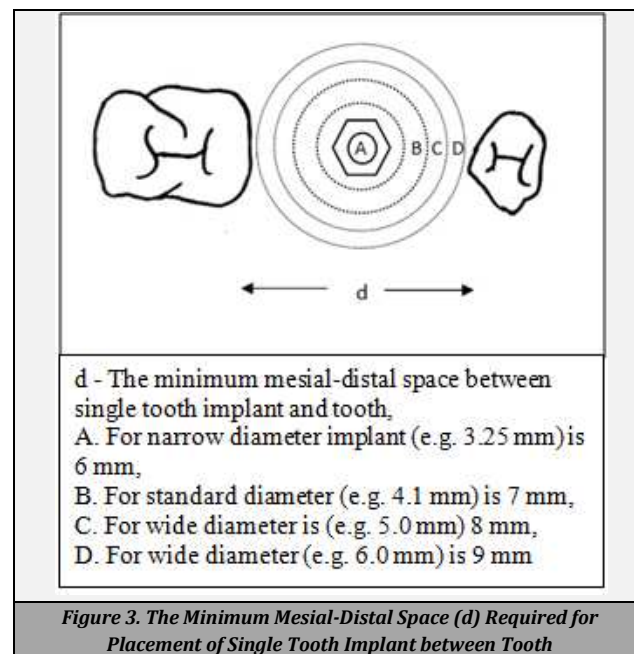 A B C D
d
d - The minimum mesial-distal space between
single tooth implant and tooth,
A. For narrow diameter implant (e.g. 3.25 mm) is
6 mm,
B. For standard diameter (e.g. 4.1 mm) is 7 mm,
C. For wide diameter is (e.g. 5.0 mm) 8 mm,
D. For wide diameter (e.g. 6.0 mm) is 9 mm
Figure 3. The Minimum Mesial-Distal Space (d) Required for
Placement of Single Tooth Implant between Tooth